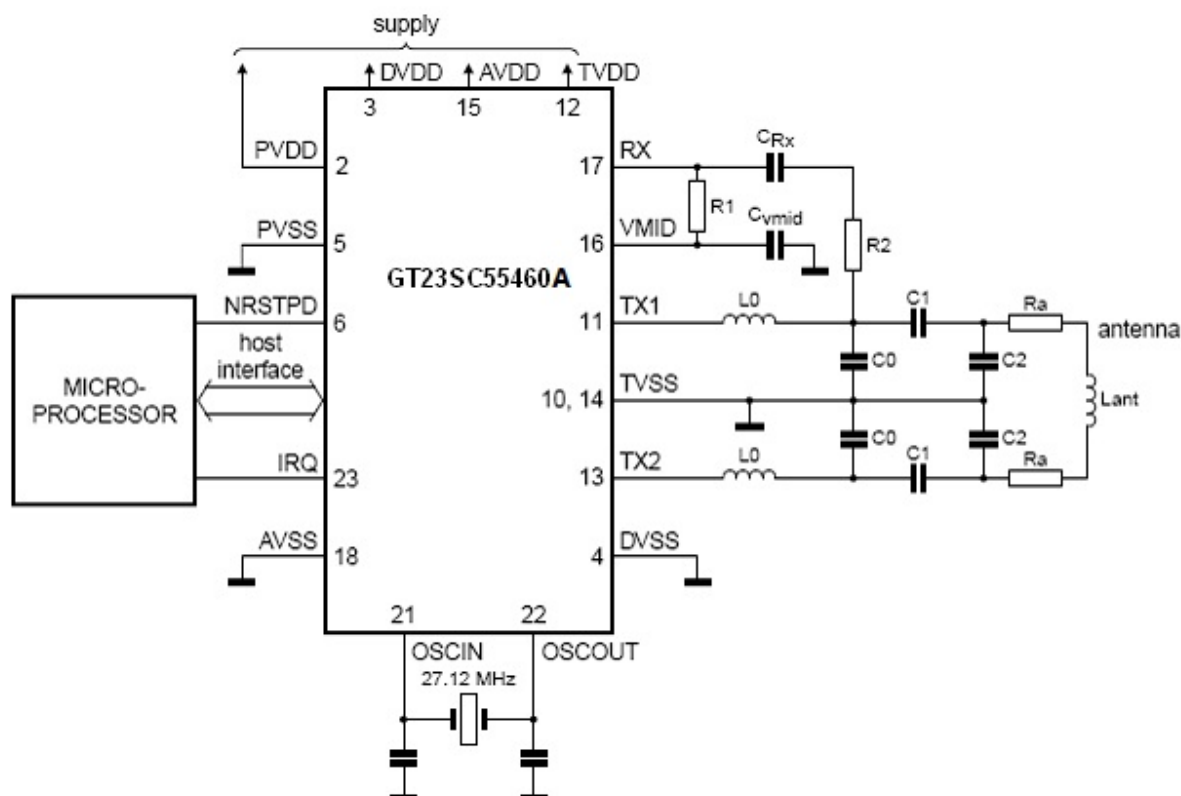 supply
DVDD
AVDD
TVDD
3
15
12
PVDD
2
17
RX
CRx
R1
PVSS
5
16
VMID
Cvmid
R2
GT23SC55460A
NRSTPD
6
11
TX1
L0
C1
Ra
antenna
host
interface
MICRO-
PROCESSOR
C0
C2
10, 14
TVSS
Lant
C0
C2
IRQ
23
13
TX2
L0
C1
Ra
AVSS
18
4
DVSS
21
22
OSCIN
OSCOUT
27.12 MHz